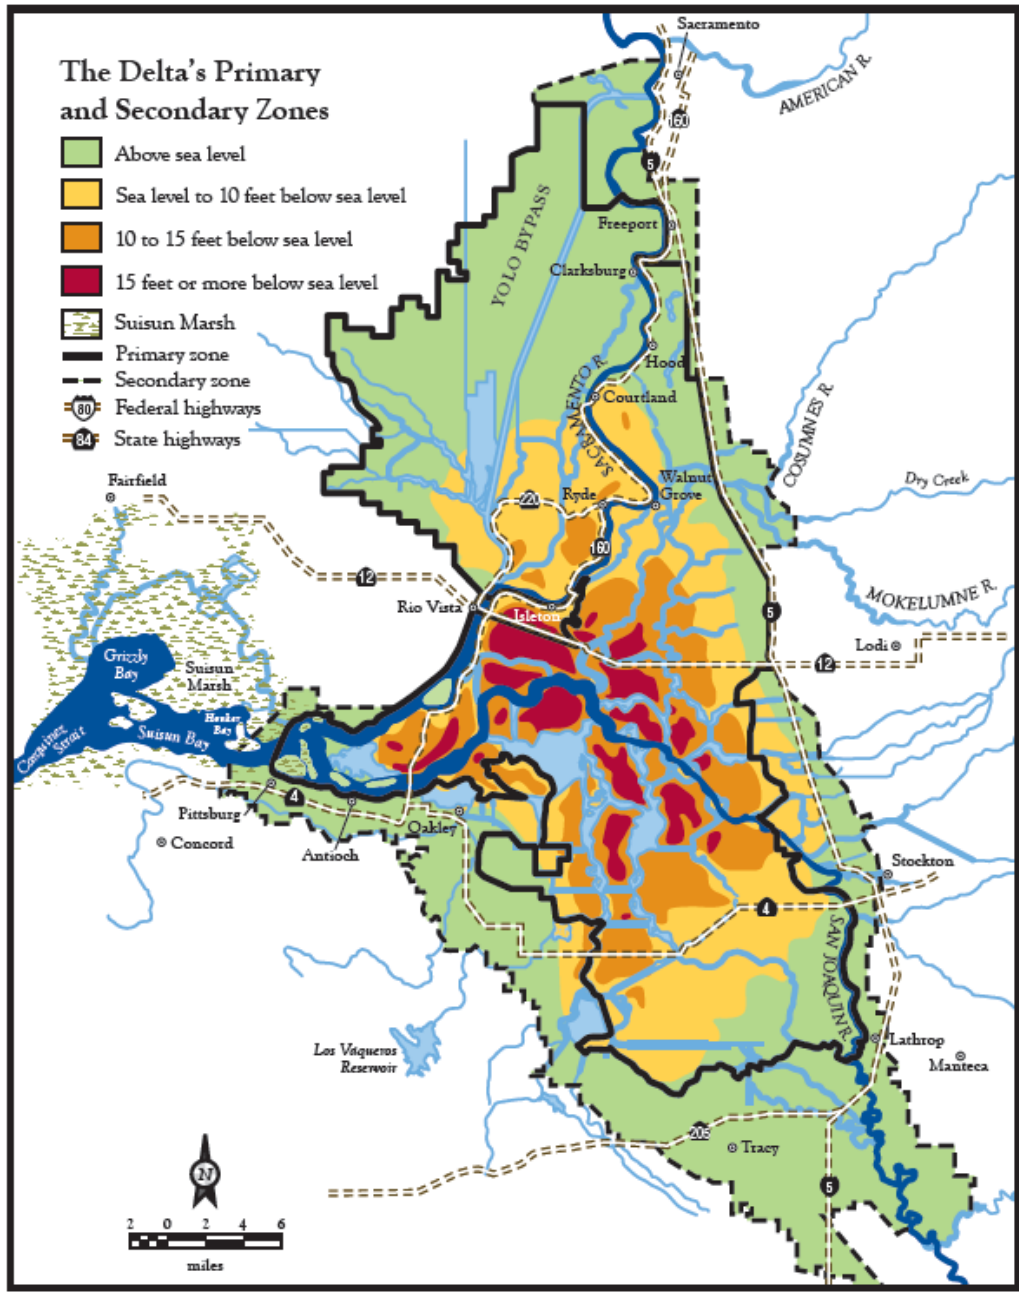 The Delta's Primary
and Secondary Zones
Above sea level
Sea level to 10 feet below sea level
10 to 15 feet below sea level
15 feet or more below sea level
Suisun Marsh
Primary zone
Secondary zone
80 Federal highways
84 State highways
Sacramento
AMERICAN R.
160
5
YOLO BYPASS
Freeport
Clarksburg
Hood
SACRAMENTO R.
Courtland
COSUMNES R.
Dry Creek
Walnut
Grove
Ryde
220
160
Fairfield
12
Rio Vista
Isleton
MOKELUMNE R.
5
Lodi
12
Grizzly
Bay
Suisun
Marsh
Honker
Bay
Suisun Bay
Carquinez
Strait
Pittsburg
4
Concord
Antioch
Oakley
Stockton
4
SAN JOAQUIN R.
Los Vaqueros
Reservoir
Lathrop
Manteca
205
Tracy
5
N
2 0 2 4 6
miles